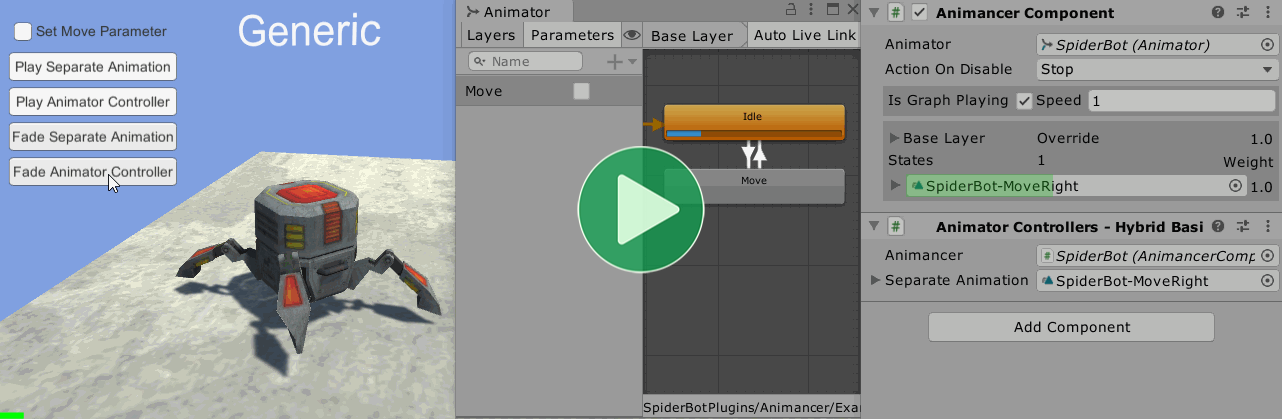 Generic
Set Move Parameter
Play Separate Animation
Play Animator Controller
Fade Separate Animation
Fade Animator Controller
Animator
Layers Parameters
Base Layer Auto Live Link
Name
Move
Idle
Move
SpiderBotPlugins/Animancer/Exa
Animancer Component
Animator SpiderBot (Animator)
Action On Disable Stop
Is Graph Playing Speed 1
Base Layer Override 1.0
States 1 Weight
SpiderBot-MoveRight 1.0
Animator Controllers - Hybrid Basi
Animancer SpiderBot (AnimancerComp
Separate Animation SpiderBot-MoveRight
Add Component